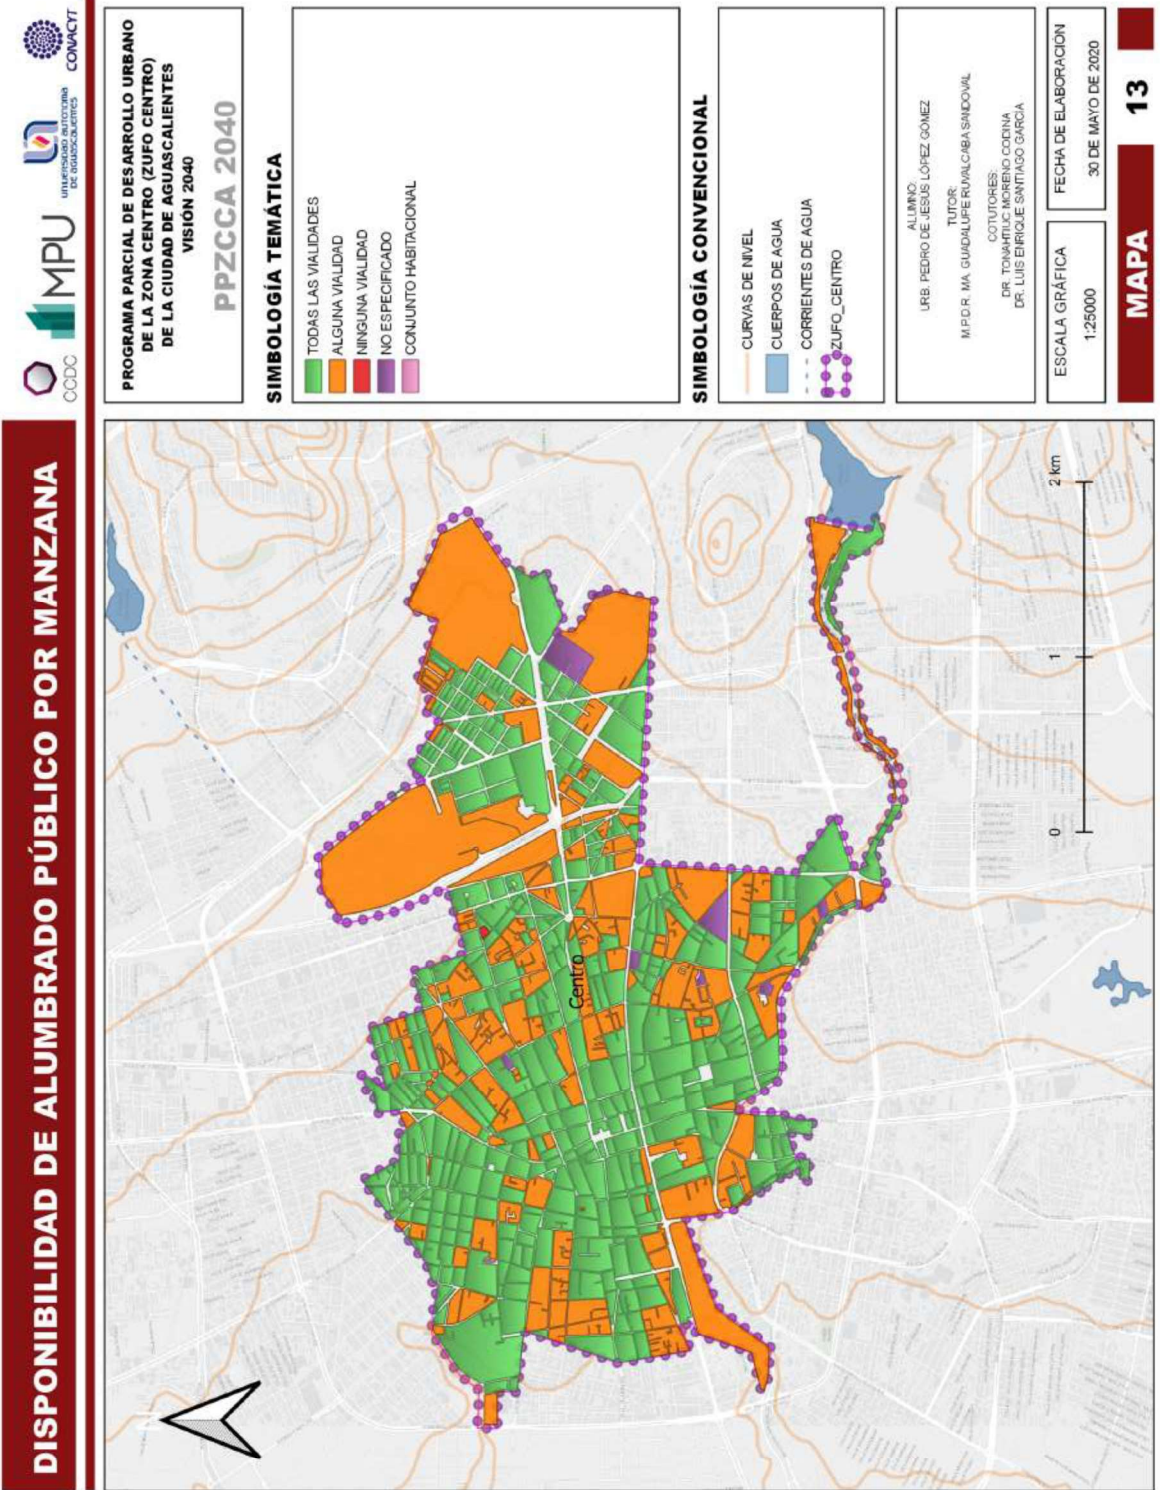 DISPONIBILIDAD DE ALUMBRADO PÚBLICO POR MANZANA
CCDC
MPU
universidad autónoma
de aguascalientes
CONACYT
PROGRAMA PARCIAL DE DESARROLLO URBANO
DE LA ZONA CENTRO (ZUFO CENTRO)
DE LA CIUDAD DE AGUASCALIENTES
VISIÓN 2040
PPZCCA 2040
SIMBOLOGÍA TEMÁTICA
TODAS LAS VIALIDADES
ALGUNA VIALIDAD
NINGUNA VIALIDAD
NO ESPECIFICADO
CONJUNTO HABITACIONAL
SIMBOLOGÍA CONVENCIONAL
CURVAS DE NIVEL
CUERPOS DE AGUA
CORRIENTES DE AGUA
ZUFO_CENTRO
ALUMNO:
URB. PEDRO DE JESÚS LÓPEZ GÓMEZ
TUTOR:
M.P.D.R. MA. GUADALUPE RUVALCABA SANDOVAL
COTUTORES:
DR. TONAHTIUC MORENO CODINA
DR. LUIS ENRIQUE SANTIAGO GARCÍA
ESCALA GRÁFICA
1:25000
FECHA DE ELABORACIÓN
30 DE MAYO DE 2020
MAPA
13
Centro
0
1
2 km